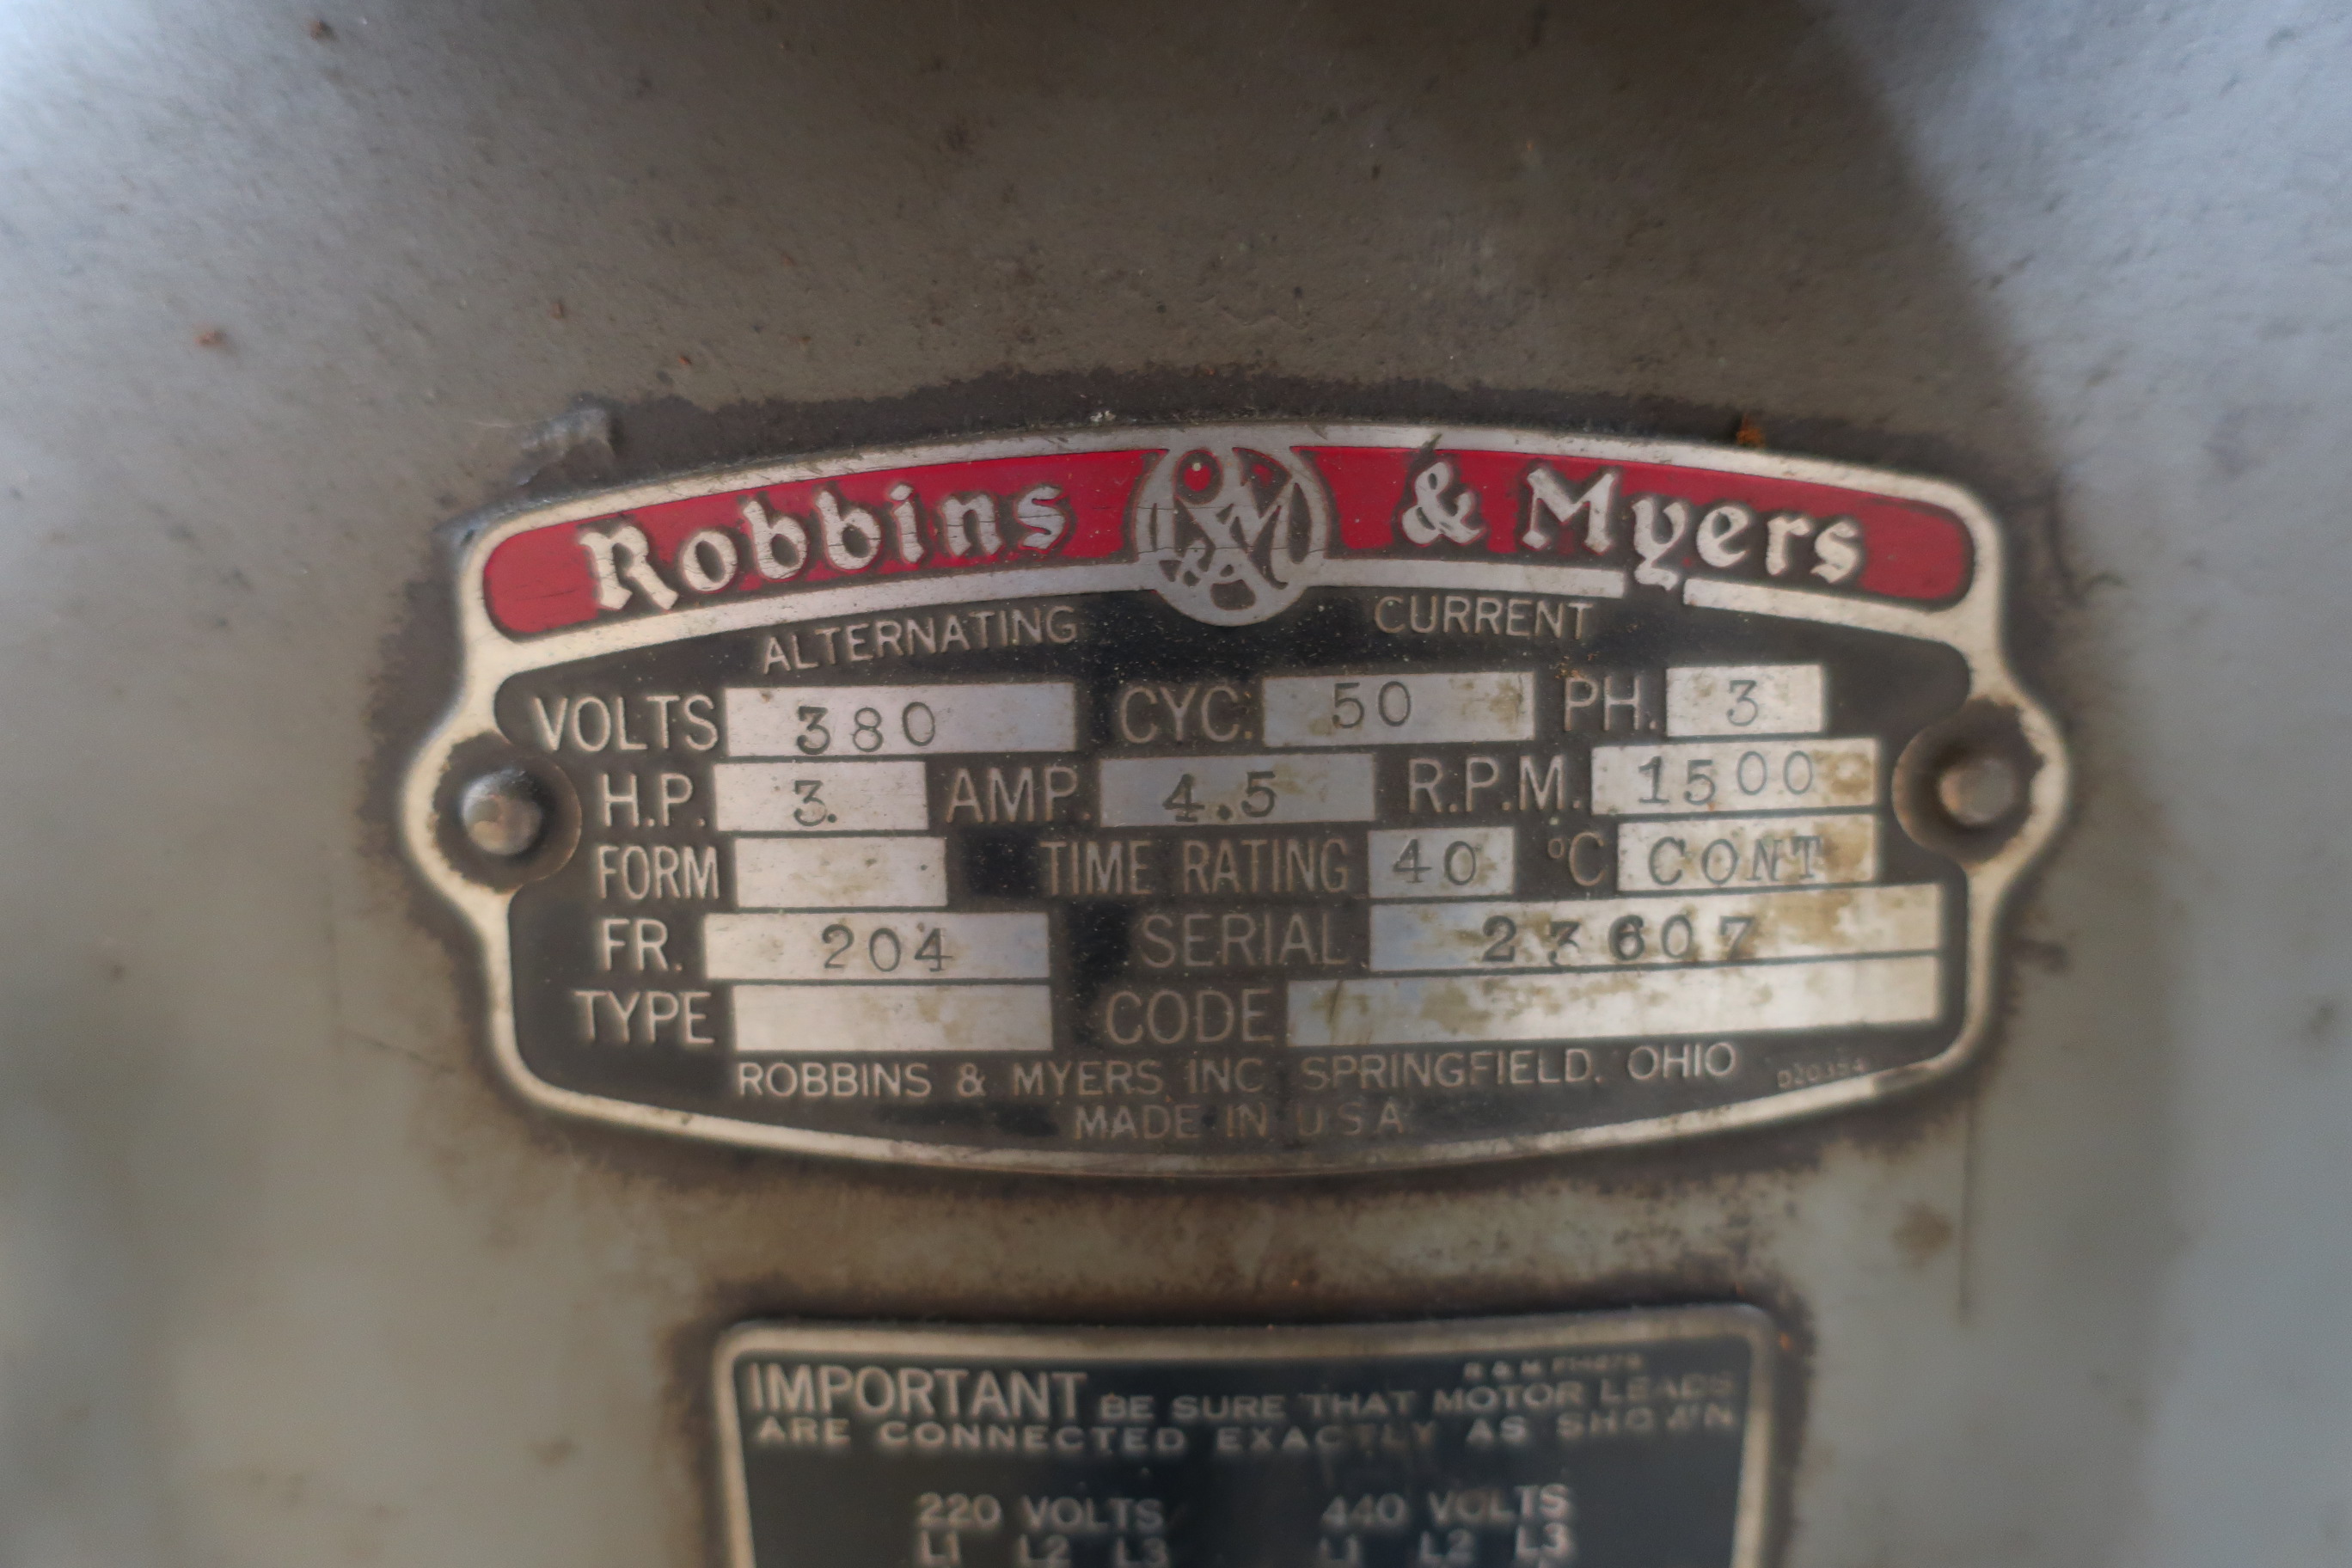 Robbins R&M & Myers
ALTERNATING CURRENT
VOLTS 380 CYC. 50 PH. 3
H.P. 3. AMP. 4.5 R.P.M. 1500
FORM TIME RATING 40 °C CONT
FR. 204 SERIAL 23607
TYPE CODE
ROBBINS & MYERS, INC. SPRINGFIELD, OHIO
MADE IN U S A
IMPORTANT BE SURE THAT MOTOR LEADS
ARE CONNECTED EXACTLY AS SHOWN
220 VOLTS 440 VOLTS
L1 L2 L3 L1 L2 L3